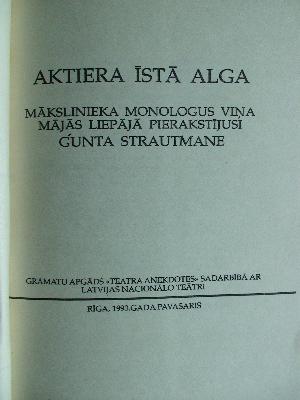 AKTIERA ĪSTĀ ALGA
MĀKSLINIEKA MONOLOGUS VIŅA
MĀJĀS LIEPĀJĀ PIERAKSTĪJUSI
GUNTA STRAUTMANE
GRĀMATU APGĀDS «TEĀTRA ANEKDOTES» SADARBĪBĀ AR
LATVIJAS NACIONĀLO TEĀTRI
RĪGA, 1993. GADA PAVASARIS